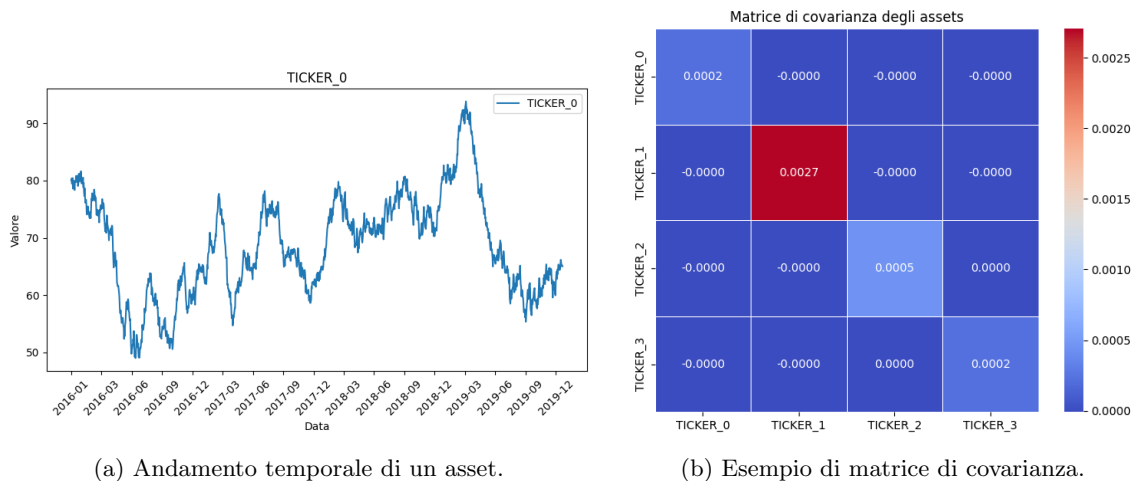 TICKER_0
TICKER_0
Valore
90
80
70
60
50
2016-01
2016-03
2016-06
2016-09
2016-12
2017-03
2017-06
2017-09
2017-12
2018-03
2018-06
2018-09
2018-12
2019-03
2019-06
2019-09
2019-12
Data
(a) Andamento temporale di un asset.
Matrice di covarianza degli assets
TICKER_0
0.0002 -0.0000 -0.0000 -0.0000
TICKER_1
-0.0000 0.0027 -0.0000 -0.0000
TICKER_2
-0.0000 -0.0000 0.0005 0.0000
TICKER_3
-0.0000 -0.0000 0.0000 0.0002
TICKER_0 TICKER_1 TICKER_2 TICKER_3
0.0025
0.0020
0.0015
0.0010
0.0005
0.0000
(b) Esempio di matrice di covarianza.